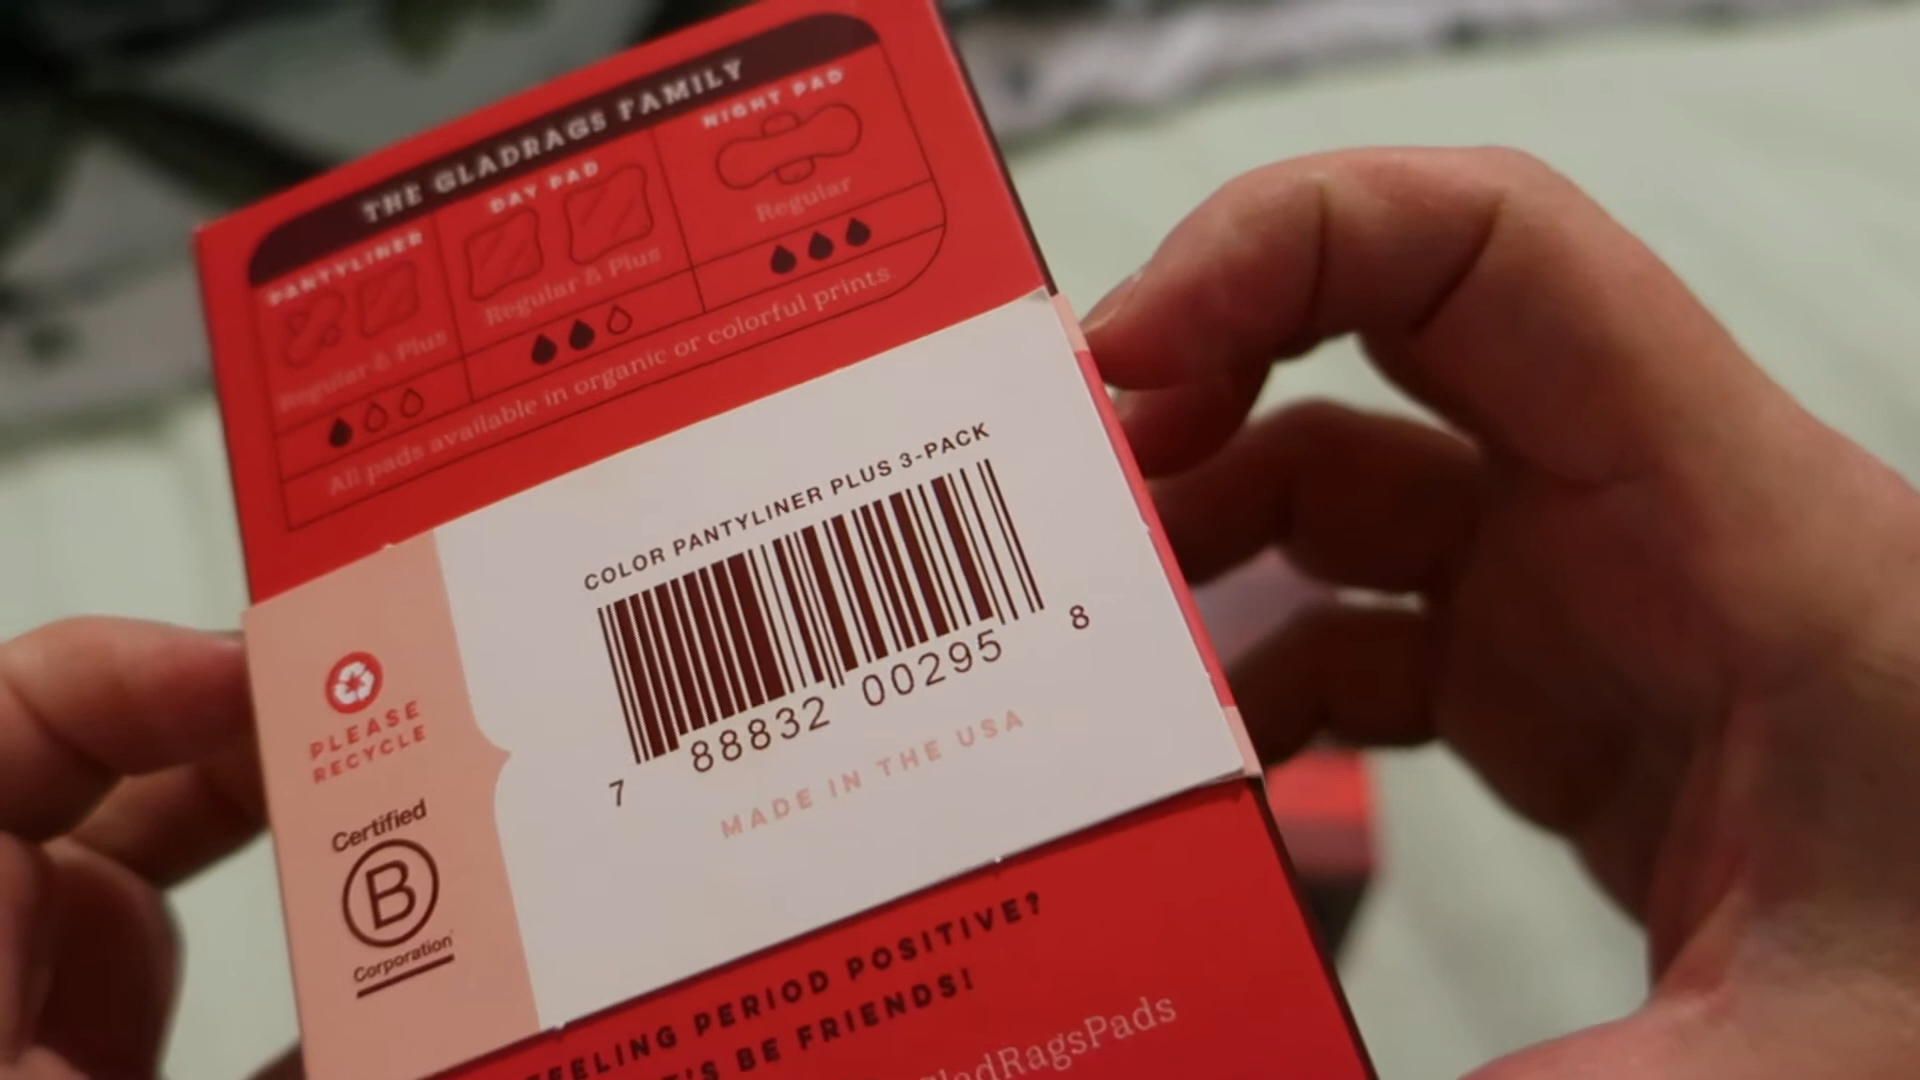 THE GLADRAGS FAMILY
PANTYLINER
Regular & Plus
DAY PAD
Regular & Plus
NIGHT PAD
Regular
All pads available in organic or colorful prints
COLOR PANTYLINER PLUS 3-PACK
7 88832 00295 8
MADE IN THE USA
PLEASE
RECYCLE
Certified
B
Corporation
FEELING PERIOD POSITIVE?
BE FRIENDS!
GladRagsPads